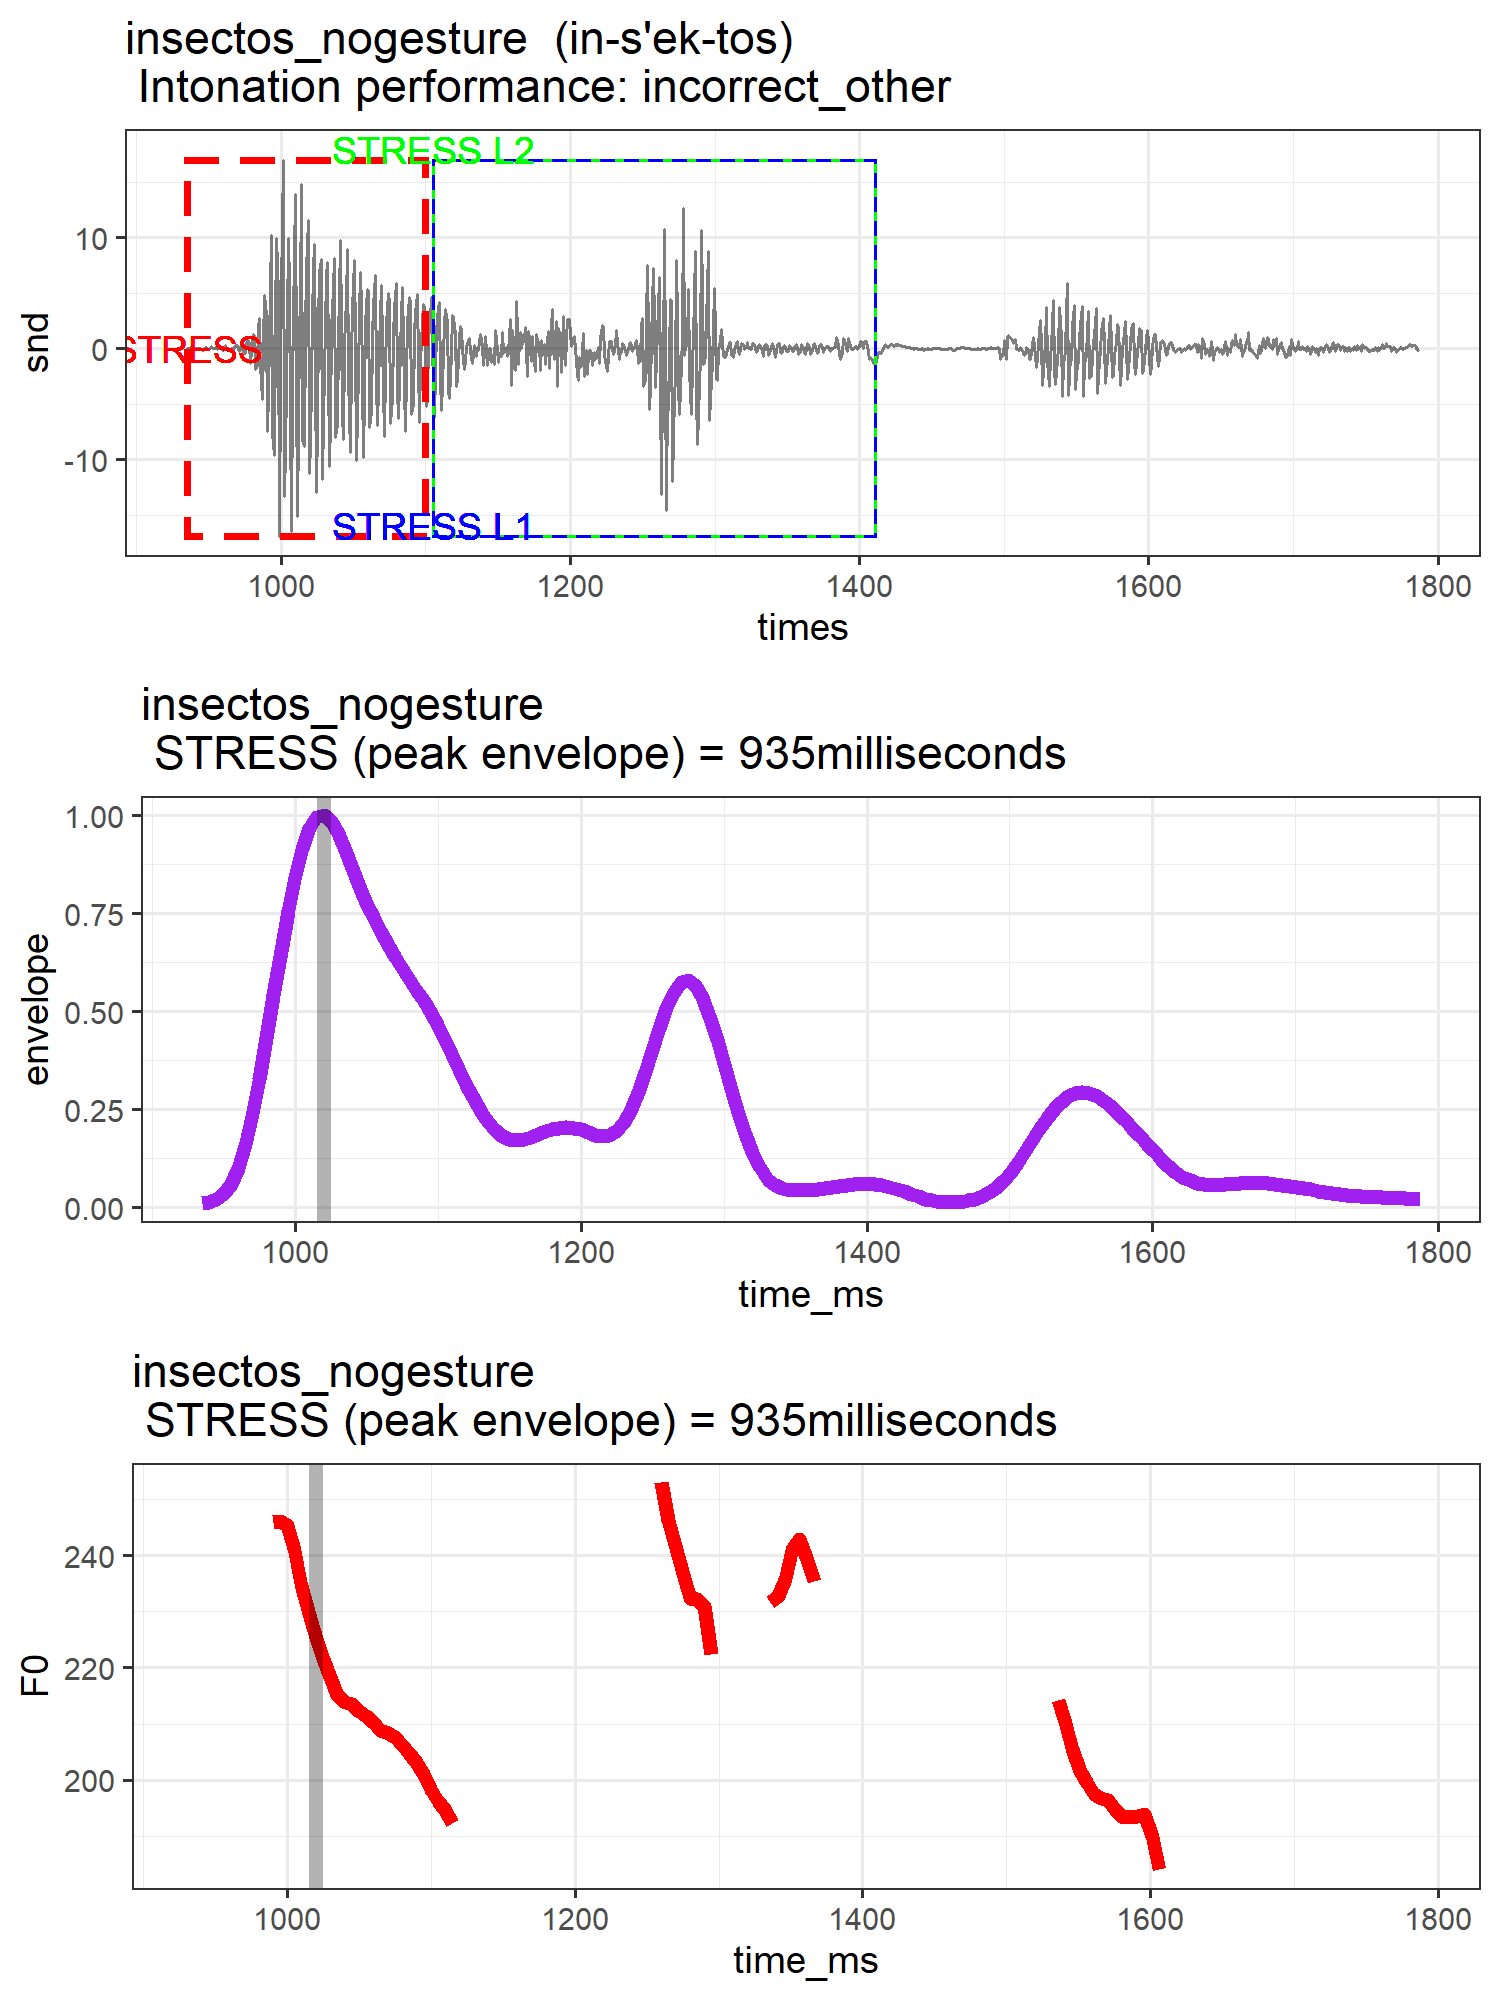 insectos_nogesture  (in-s'ek-tos)
Intonation performance: incorrect_other
STRESS L2
10
snd
0
STRESS
-10
STRESS L1
1000 1200 1400 1600 1800
times
insectos_nogesture
STRESS (peak envelope) = 935milliseconds
1.00
0.75
envelope
0.50
0.25
0.00
1000 1200 1400 1600 1800
time_ms
insectos_nogesture
STRESS (peak envelope) = 935milliseconds
240
F0
220
200
1000 1200 1400 1600 1800
time_ms